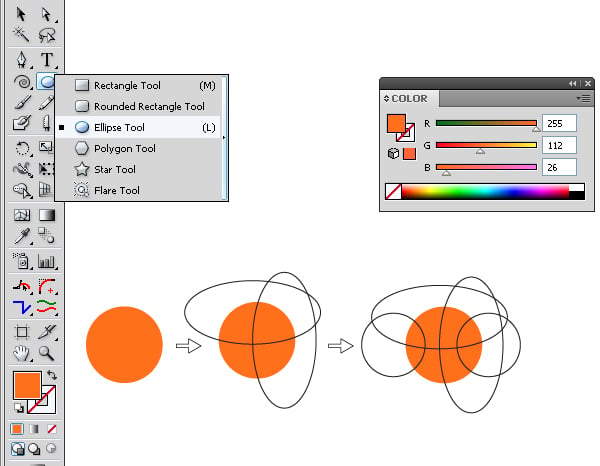 Rectangle Tool (M)
Rounded Rectangle Tool
Ellipse Tool (L)
Polygon Tool
Star Tool
Flare Tool
COLOR
R 255
G 112
B 26